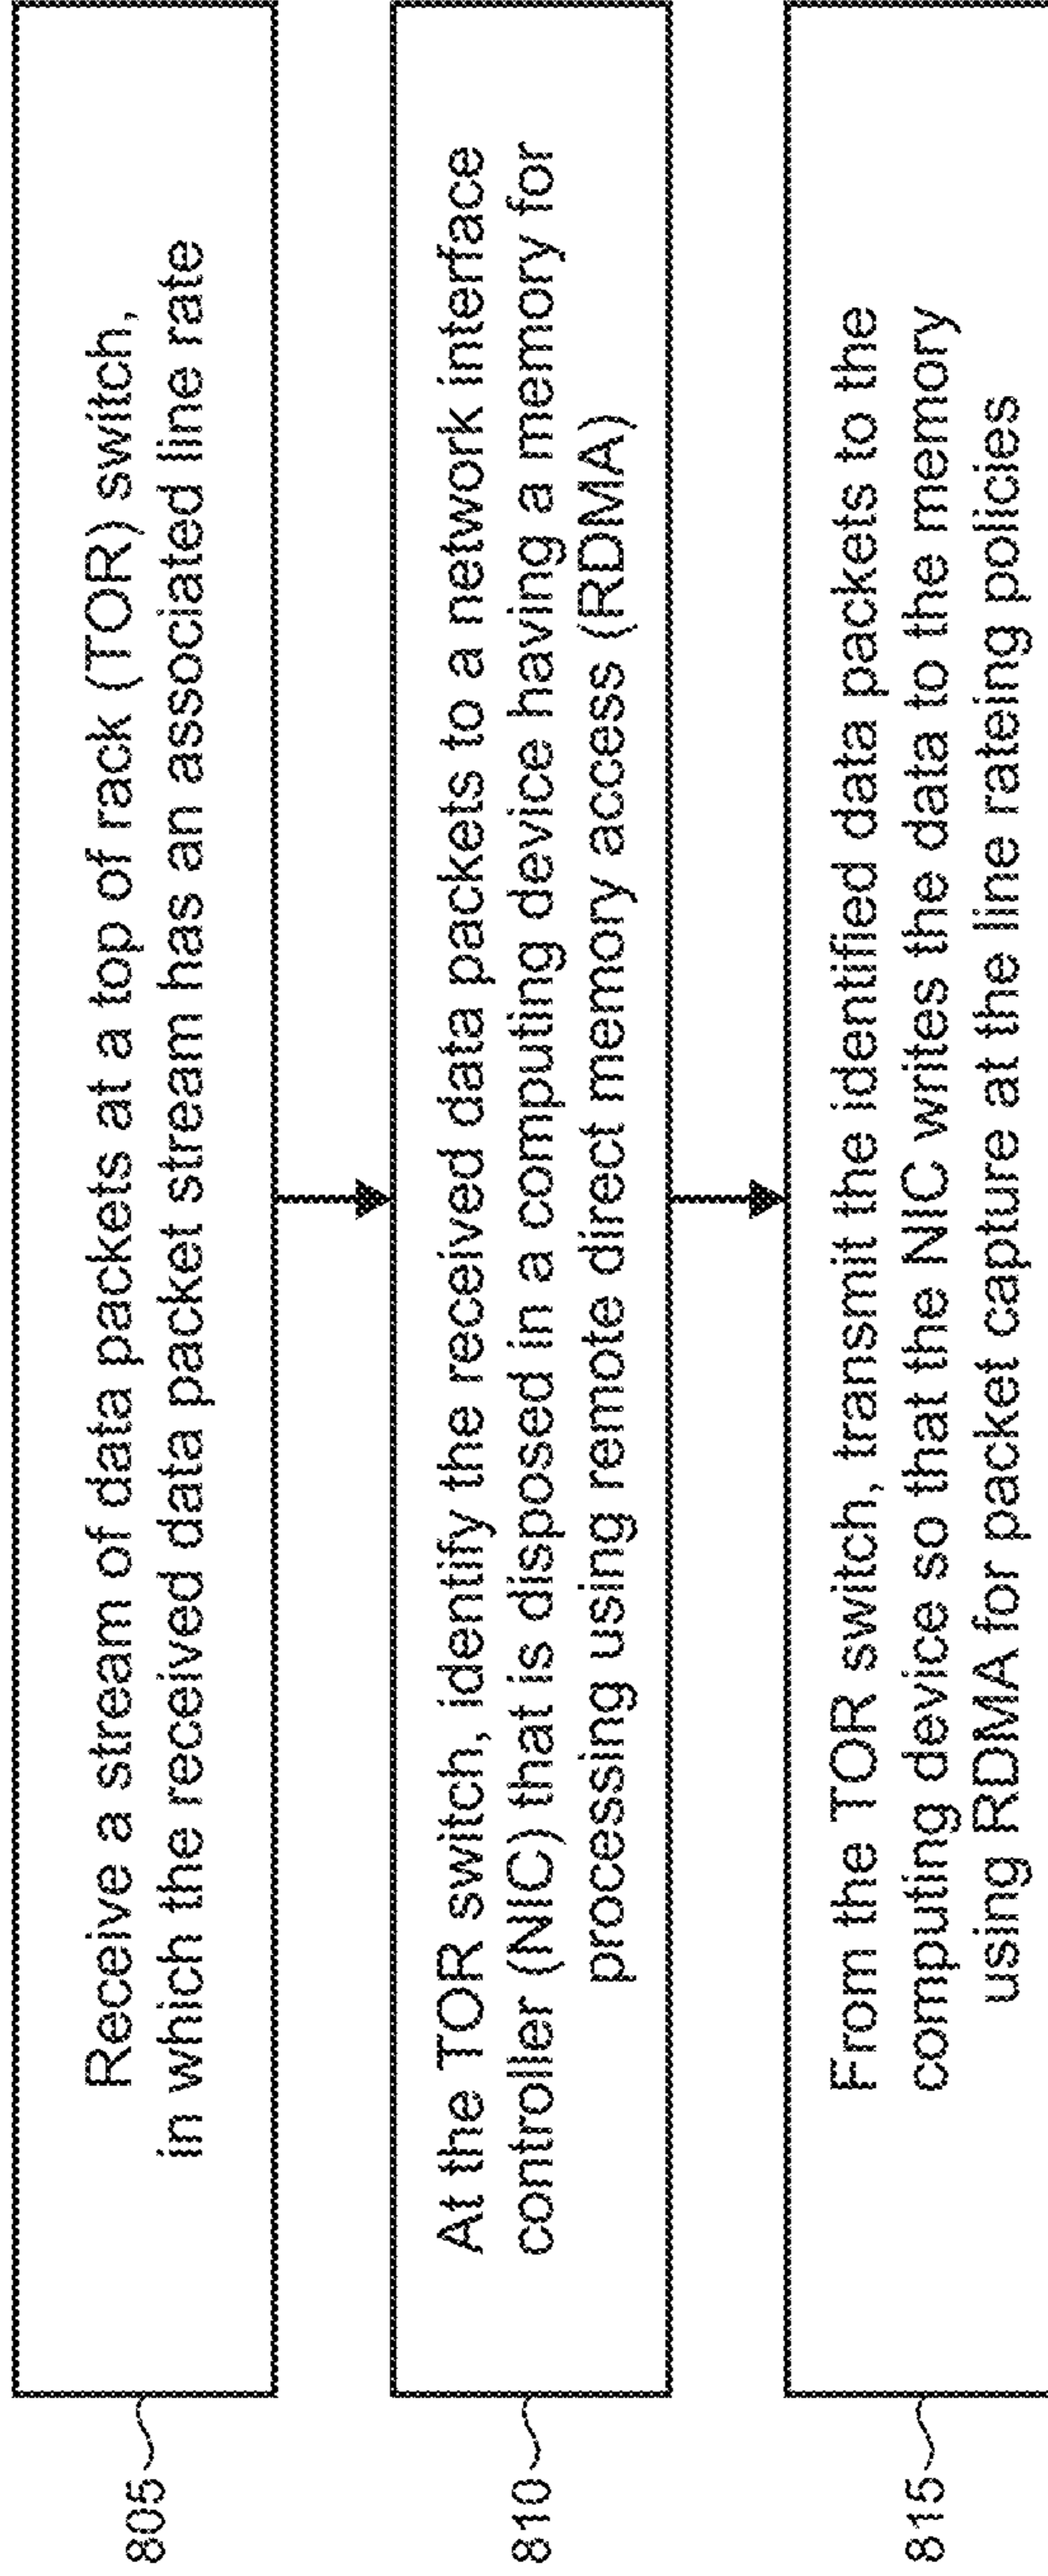 805
Receive a stream of data packets at a top of rack (TOR) switch,
in which the received data packet stream has an associated line rate
810
At the TOR switch, identify the received data packets to a network interface
controller (NIC) that is disposed in a computing device having a memory for
processing using remote direct memory access (RDMA)
815
From the TOR switch, transmit the identified data packets to the
computing device so that the NIC writes the data to the memory
using RDMA for packet capture at the line rateing policies